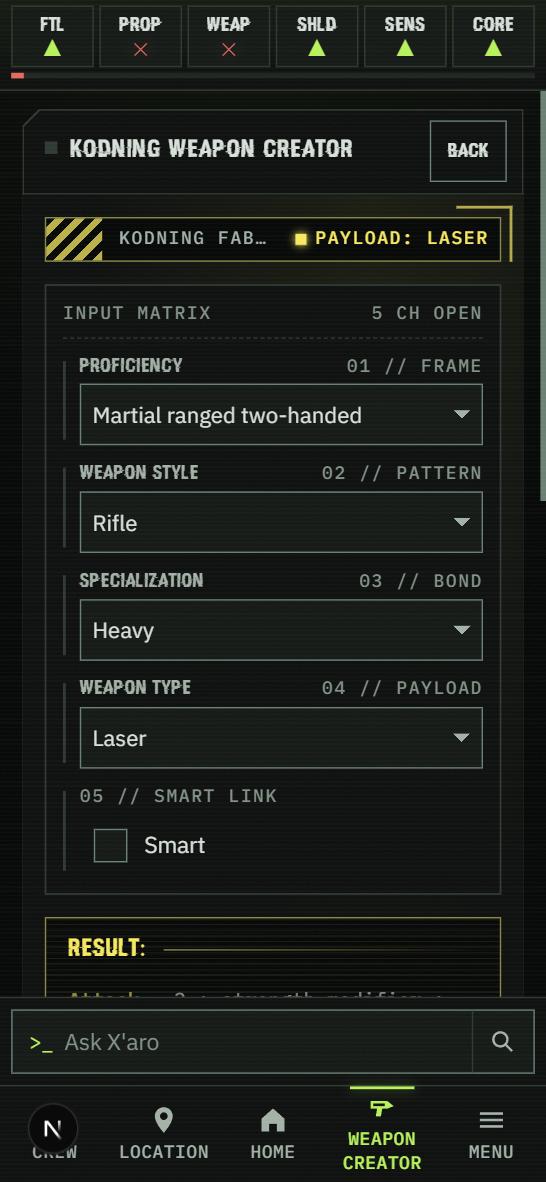 FTL PROP WEAP SHLD SENS CORE
KODNING WEAPON CREATOR
BACK
KODNING FAB… PAYLOAD: LASER
INPUT MATRIX 5 CH OPEN
PROFICIENCY 01 // FRAME
Martial ranged two-handed
WEAPON STYLE 02 // PATTERN
Rifle
SPECIALIZATION 03 // BOND
Heavy
WEAPON TYPE 04 // PAYLOAD
Laser
05 // SMART LINK
Smart
RESULT:
>_ Ask X'aro
N
CREW LOCATION HOME WEAPON CREATOR MENU